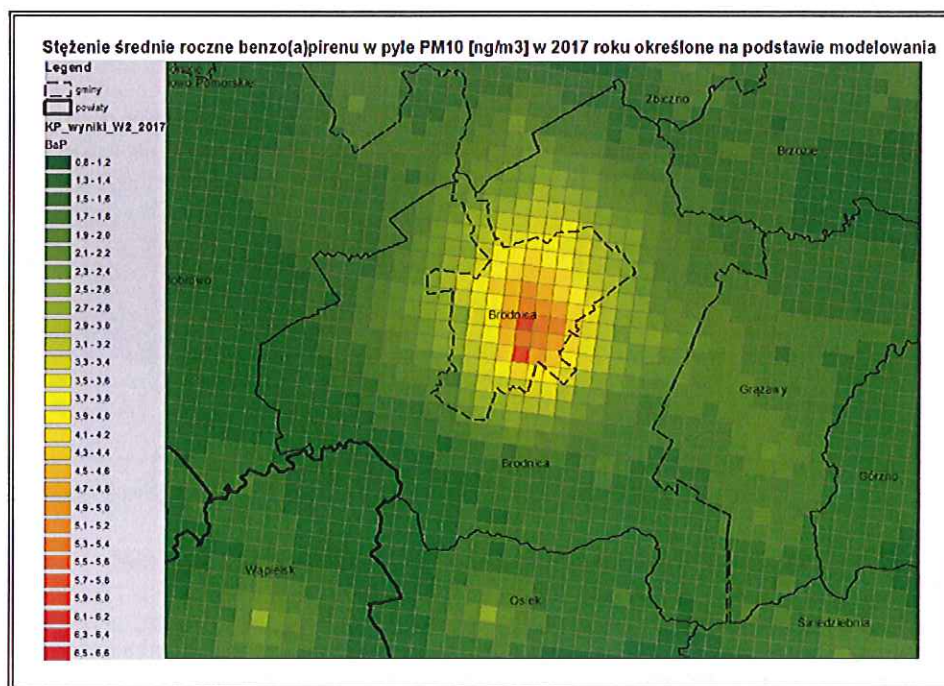 Stężenie średnie roczne benzo(a)pirenu w pyle PM10 [ng/m3] w 2017 roku określone na podstawie modelowania
Legend
gminy
powiaty
KP_wyniki_W2_2017
BaP
0,8 - 1,2
1,3 - 1,4
1,5 - 1,6
1,7 - 1,8
1,9 - 2,0
2,1 - 2,2
2,3 - 2,4
2,5 - 2,6
2,7 - 2,8
2,9 - 3,0
3,1 - 3,2
3,3 - 3,4
3,5 - 3,6
3,7 - 3,8
3,9 - 4,0
4,1 - 4,2
4,3 - 4,4
4,5 - 4,6
4,7 - 4,8
4,9 - 5,0
5,1 - 5,2
5,3 - 5,4
5,5 - 5,6
5,7 - 5,8
5,9 - 6,0
6,1 - 6,2
6,3 - 6,4
6,5 - 6,6
Pomorskie
Zbiczno
Brzozie
Brodnica
Grążawy
Brodnica
Górzno
Wąpielsk
Osiek
Świedziebnia